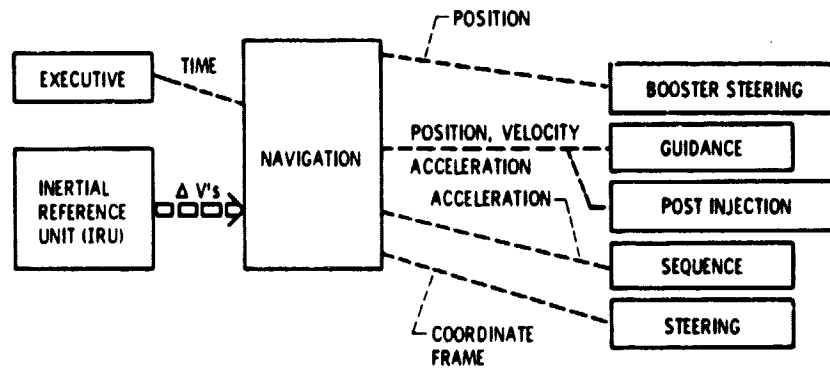 POSITION
EXECUTIVE
TIME
BOOSTER STEERING
INERTIAL
REFERENCE
UNIT (IRU)
Δ V's
NAVIGATION
POSITION, VELOCITY
ACCELERATION
GUIDANCE
ACCELERATION
POST INJECTION
SEQUENCE
STEERING
COORDINATE
FRAME